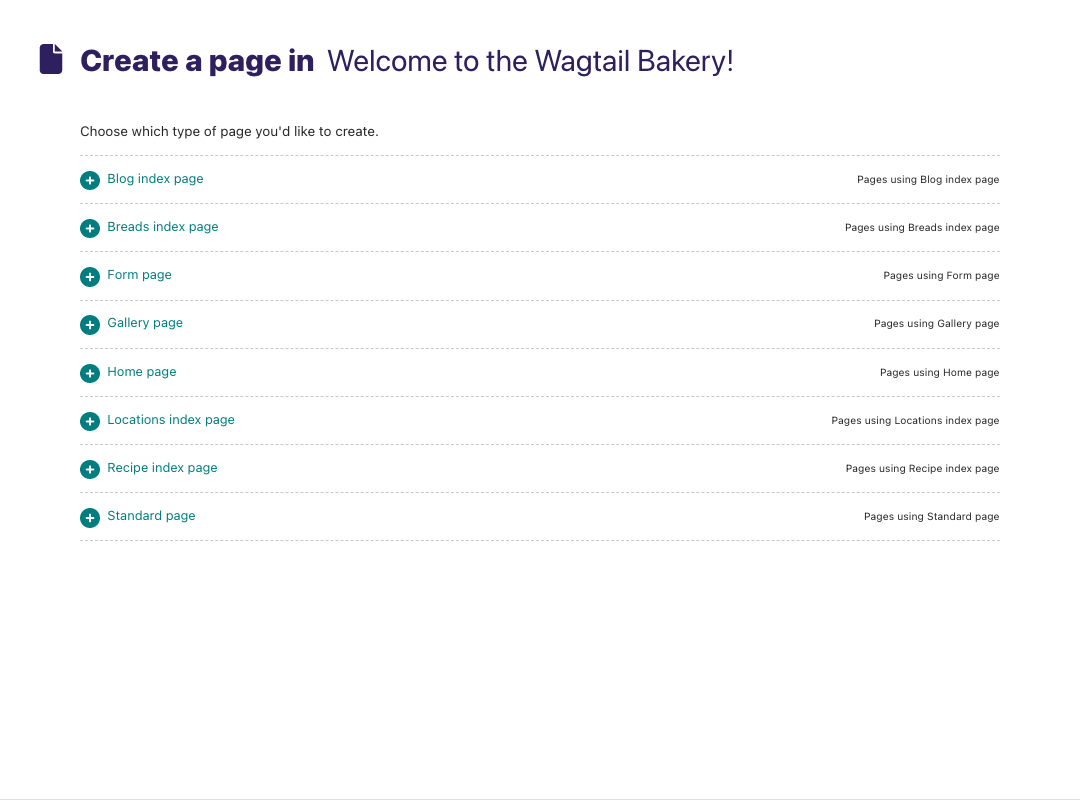 Create a page in Welcome to the Wagtail Bakery!
Choose which type of page you'd like to create.
Blog index page Pages using Blog index page
Breads index page Pages using Breads index page
Form page Pages using Form page
Gallery page Pages using Gallery page
Home page Pages using Home page
Locations index page Pages using Locations index page
Recipe index page Pages using Recipe index page
Standard page Pages using Standard page